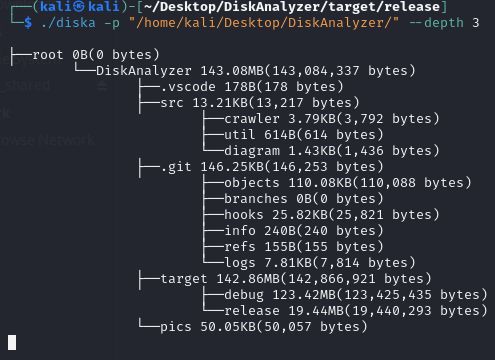 ┌──(kali㉿kali)-[~/Desktop/DiskAnalyzer/target/release]
└─$ ./diska -p "/home/kali/Desktop/DiskAnalyzer/" --depth 3
├──root 0B(0 bytes)
└──DiskAnalyzer 143.08MB(143,084,337 bytes)
├──.vscode 178B(178 bytes)
├──src 13.21KB(13,217 bytes)
├──crawler 3.79KB(3,792 bytes)
├──util 614B(614 bytes)
└──diagram 1.43KB(1,436 bytes)
├──.git 146.25KB(146,253 bytes)
├──objects 110.08KB(110,088 bytes)
├──branches 0B(0 bytes)
├──hooks 25.82KB(25,821 bytes)
├──info 240B(240 bytes)
├──refs 155B(155 bytes)
└──logs 7.81KB(7,814 bytes)
├──target 142.86MB(142,866,921 bytes)
├──debug 123.42MB(123,425,435 bytes)
└──release 19.44MB(19,440,293 bytes)
└──pics 50.05KB(50,057 bytes)
_shared
owse Network